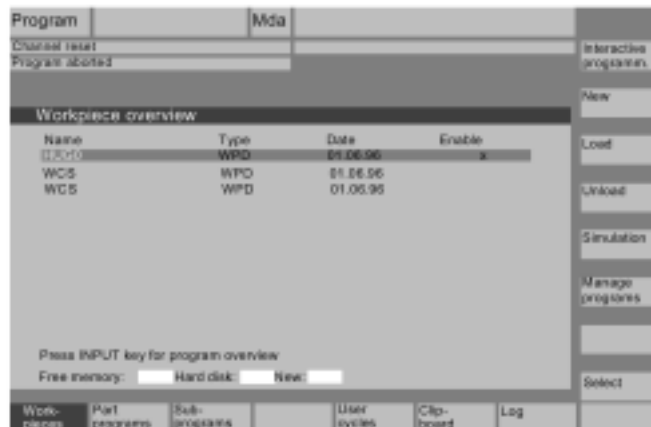 Program Mda
Channel reset
Program aborted
Interactive
programm.
New
Workpiece overview
Name Type Date Enable
WPD 01.06.96 x
WCS WPD 01.06.96
WCS WPD 01.06.96
Load
Unload
Simulation
Manage
programs
Press INPUT key for program overview
Free memory: Hard disk: New:
Select
Work-
pieces
Part
programs
Sub-
programs
User
cycles
Clip-
board
Log